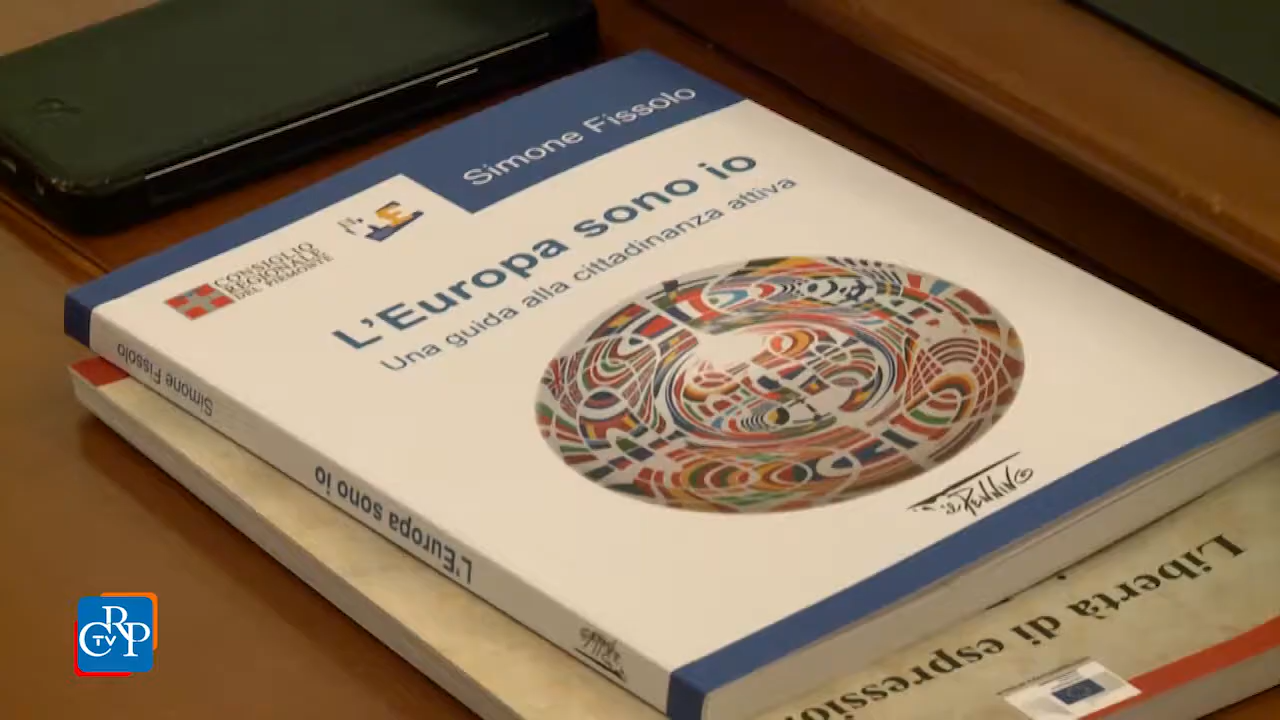 Simone Fissolo
CONSIGLIO
REGIONALE
DEL PIEMONTE
L'Europa sono io
Una guida alla cittadinanza attiva
Simone Fissolo
L'Europa sono io
Libertà di
CRP
TV